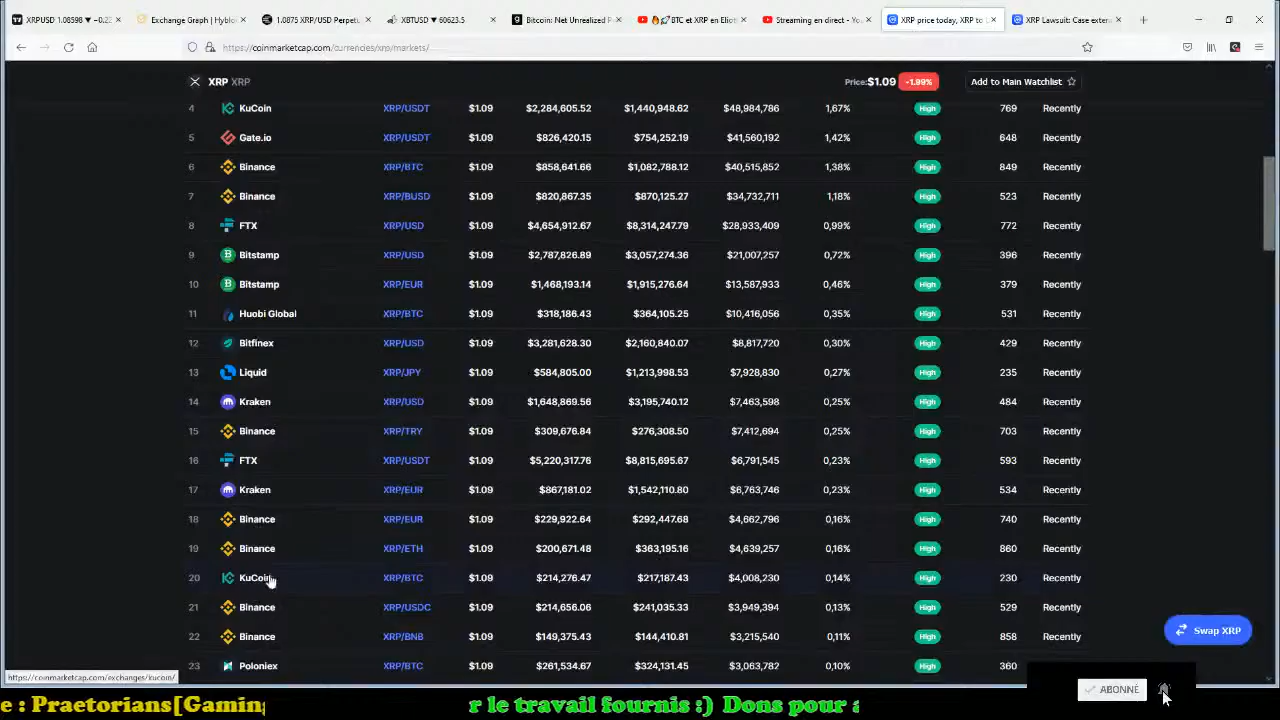 XRPUSD 1.08598 ▼ −0.2
Exchange Graph | Hyblo
1.0875 XRP/USD Perpetu
XBTUSD ▼ 60623.5
Bitcoin: Net Unrealized P
BTC et XRP en Eliot
Streaming en direct - You
XRP price today, XRP to
XRP Lawsuit: Case exten
https://coinmarketcap.com/currencies/xrp/markets/
XRP XRP Price: $1.09 -1.99% Add to Main Watchlist
4 KuCoin XRP/USDT $1.09 $2,284,605.52 $1,440,948.62 $48,984,786 1,67% High 769 Recently
5 Gate.io XRP/USDT $1.09 $826,420.15 $754,252.19 $41,560,192 1,42% High 648 Recently
6 Binance XRP/BTC $1.09 $858,641.66 $1,082,788.12 $40,515,852 1,38% High 849 Recently
7 Binance XRP/BUSD $1.09 $820,867.35 $870,125.27 $34,732,711 1,18% High 523 Recently
8 FTX XRP/USD $1.09 $4,654,912.67 $8,314,247.79 $28,933,409 0,99% High 772 Recently
9 Bitstamp XRP/USD $1.09 $2,787,826.89 $3,057,274.36 $21,007,257 0,72% High 396 Recently
10 Bitstamp XRP/EUR $1.09 $1,468,193.14 $1,915,276.64 $13,587,933 0,46% High 379 Recently
11 Huobi Global XRP/BTC $1.09 $318,186.43 $364,105.25 $10,416,056 0,35% High 531 Recently
12 Bitfinex XRP/USD $1.09 $3,281,628.30 $2,160,840.07 $8,817,720 0,30% High 429 Recently
13 Liquid XRP/JPY $1.09 $584,805.00 $1,213,998.53 $7,928,830 0,27% High 235 Recently
14 Kraken XRP/USD $1.09 $1,648,869.56 $3,195,740.12 $7,463,598 0,25% High 484 Recently
15 Binance XRP/TRY $1.09 $309,676.84 $276,308.50 $7,412,694 0,25% High 703 Recently
16 FTX XRP/USDT $1.09 $5,220,317.76 $8,815,695.67 $6,791,545 0,23% High 593 Recently
17 Kraken XRP/EUR $1.09 $867,181.02 $1,542,110.80 $6,763,746 0,23% High 534 Recently
18 Binance XRP/EUR $1.09 $229,922.64 $292,447.68 $4,662,796 0,16% High 740 Recently
19 Binance XRP/ETH $1.09 $200,671.48 $363,195.16 $4,639,257 0,16% High 860 Recently
20 KuCoin XRP/BTC $1.09 $214,276.47 $217,187.43 $4,008,230 0,14% High 230 Recently
21 Binance XRP/USDC $1.09 $214,656.06 $241,035.33 $3,949,394 0,13% High 529 Recently
22 Binance XRP/BNB $1.09 $149,375.43 $144,410.81 $3,215,540 0,11% High 858 Recently
23 Poloniex XRP/BTC $1.09 $261,534.67 $324,131.45 $3,063,782 0,10% High 360 Recently
Swap XRP
https://coinmarketcap.com/exchanges/kucoin/
ABONNÉ
e : Praetorians[Gaming r le travail fournis :) Dons pour a